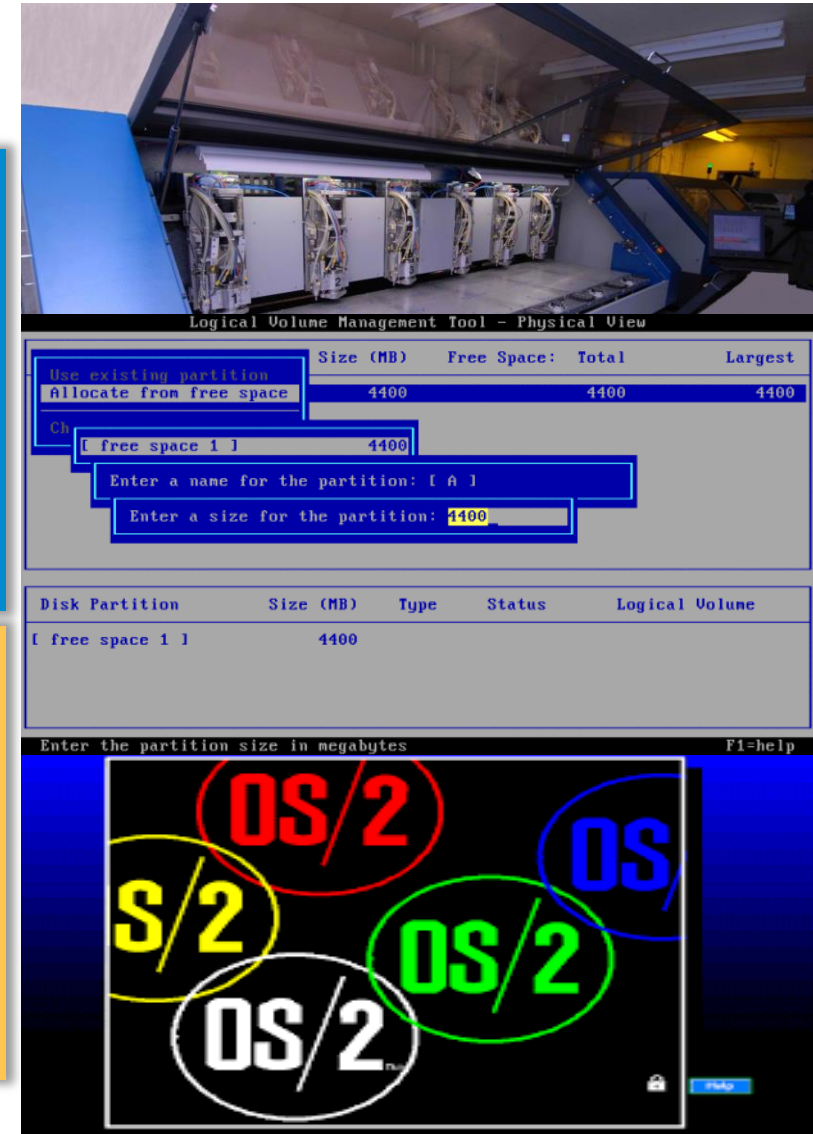 1
2
Logical Volume Management Tool - Physical View
Size (MB) Free Space: Total Largest
Use existing partition
Allocate from free space 4400 4400 4400
Ch
[ free space 1 ] 4400
Enter a name for the partition: [ A ]
Enter a size for the partition: 4400_
Disk Partition Size (MB) Type Status Logical Volume
[ free space 1 ] 4400
Enter the partition size in megabytes F1=help
OS/2
OS/
S/2
OS/2
OS/2
Help